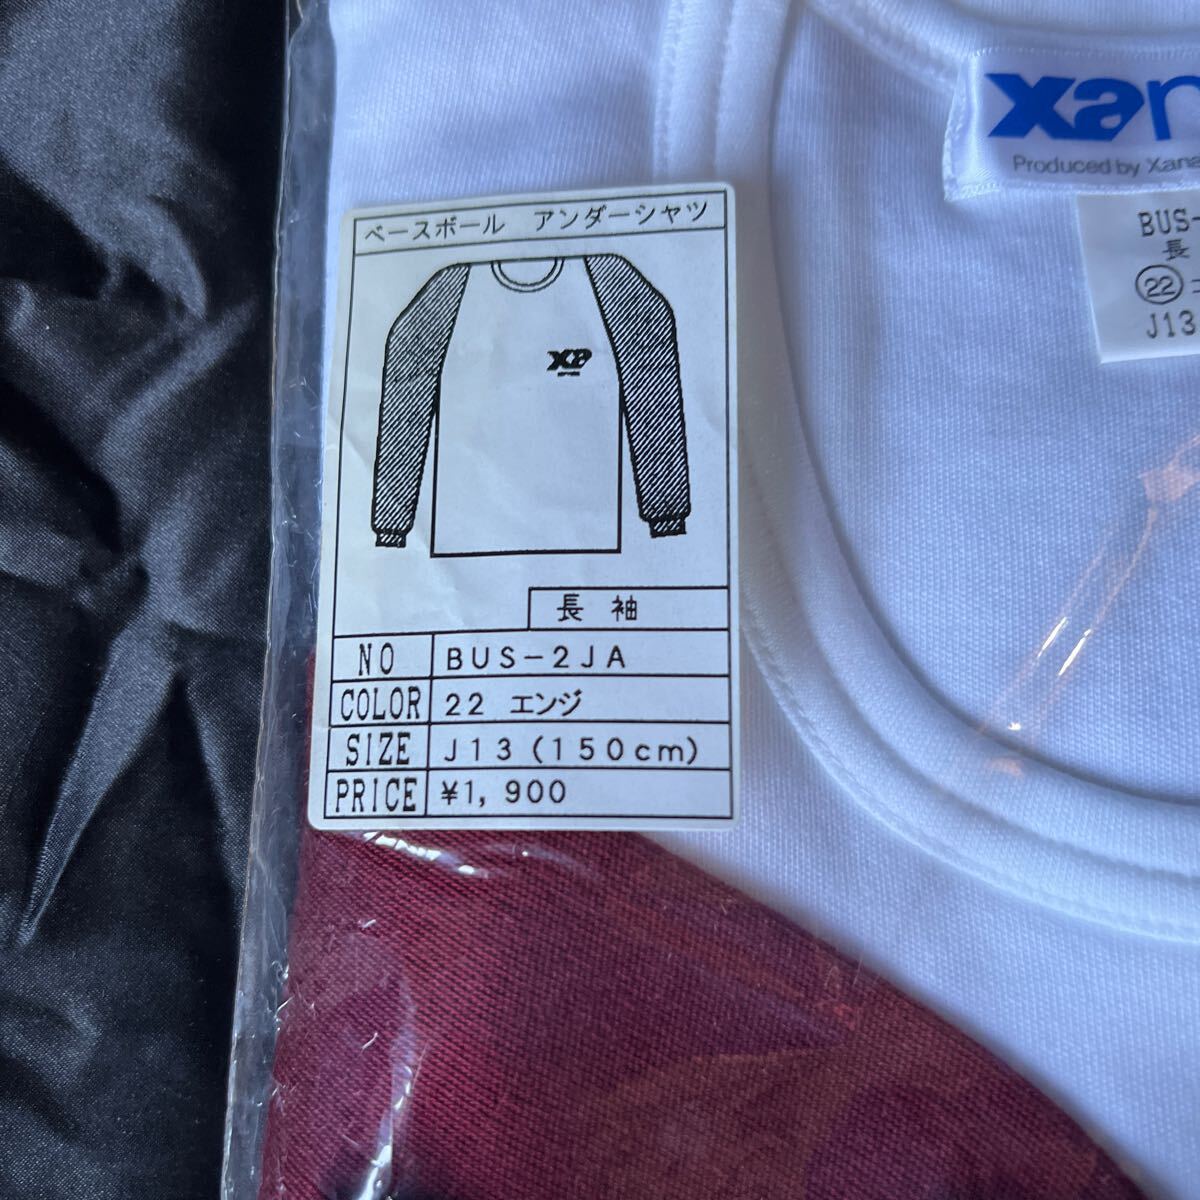 ベースボール アンダーシャツ
xa
長袖
NO BUS-2JA
COLOR 22 エンジ
SIZE J13(150cm)
PRICE ¥1,900
xan
Produced by Xana
BUS-
長
22
J13